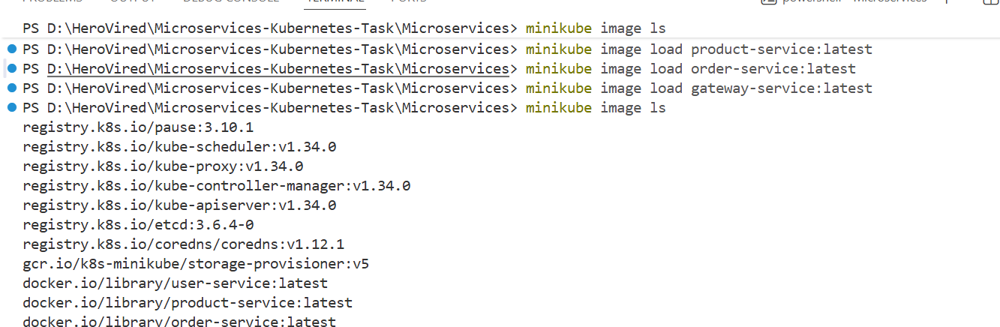 PROBLEMS OUTPUT DEBUG CONSOLE TERMINAL PORTS powershell - Microservices
PS D:\HeroVired\Microservices-Kubernetes-Task\Microservices> minikube image ls
PS D:\HeroVired\Microservices-Kubernetes-Task\Microservices> minikube image load product-service:latest
PS D:\HeroVired\Microservices-Kubernetes-Task\Microservices> minikube image load order-service:latest
PS D:\HeroVired\Microservices-Kubernetes-Task\Microservices> minikube image load gateway-service:latest
PS D:\HeroVired\Microservices-Kubernetes-Task\Microservices> minikube image ls
registry.k8s.io/pause:3.10.1
registry.k8s.io/kube-scheduler:v1.34.0
registry.k8s.io/kube-proxy:v1.34.0
registry.k8s.io/kube-controller-manager:v1.34.0
registry.k8s.io/kube-apiserver:v1.34.0
registry.k8s.io/etcd:3.6.4-0
registry.k8s.io/coredns/coredns:v1.12.1
gcr.io/k8s-minikube/storage-provisioner:v5
docker.io/library/user-service:latest
docker.io/library/product-service:latest
docker.io/library/order-service:latest